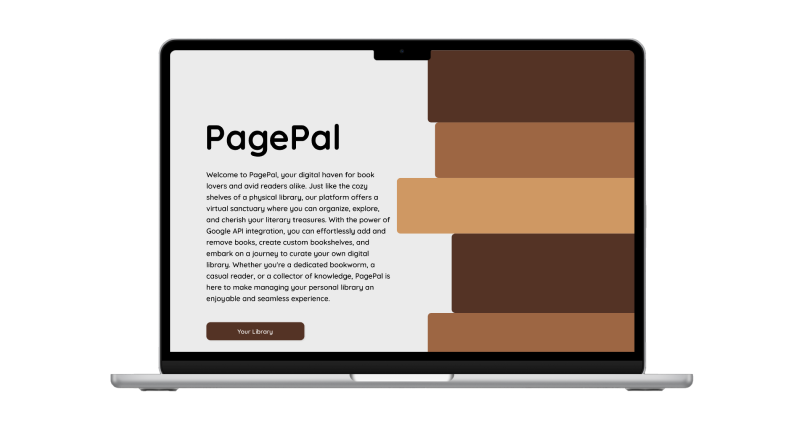 PagePal
Welcome to PagePal, your digital haven for book
lovers and avid readers alike. Just like the cozy
shelves of a physical library, our platform offers a
virtual sanctuary where you can organize, explore,
and cherish your literary treasures. With the power of
Google API integration, you can effortlessly add and
remove books, create custom bookshelves, and
embark on a journey to curate your own digital
library. Whether you're a dedicated bookworm, a
casual reader, or a collector of knowledge, PagePal is
here to make managing your personal library an
enjoyable and seamless experience.
Your Library